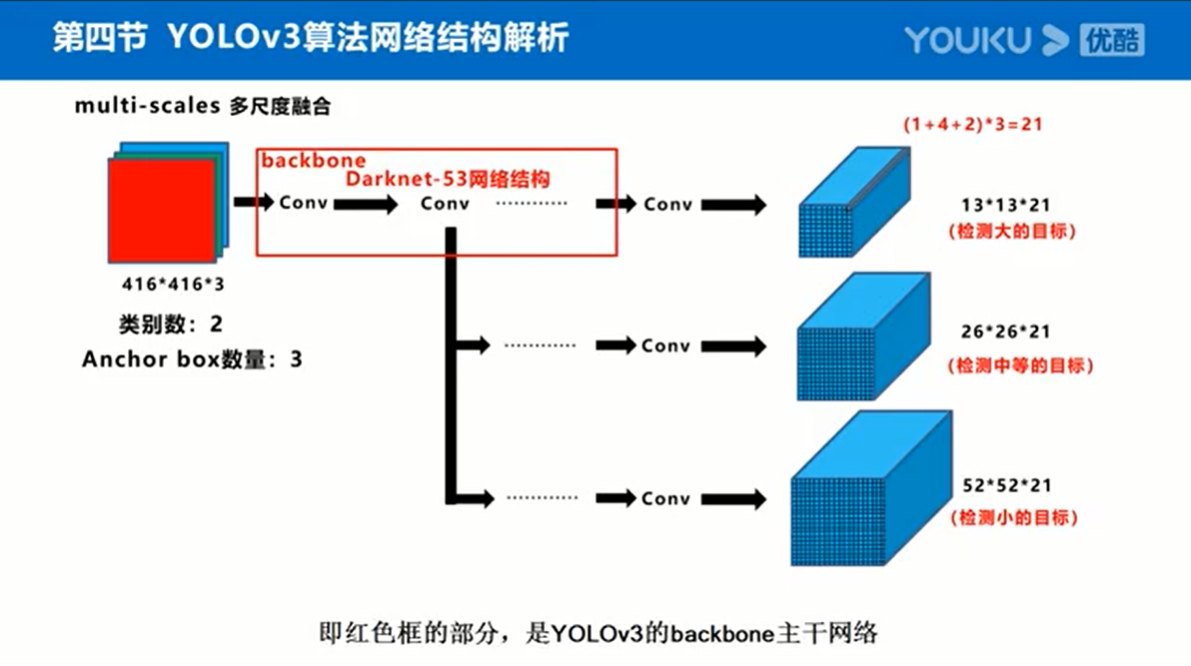 第四节 YOLOv3算法网络结构解析
YOUKU 优酷
multi-scales 多尺度融合
(1+4+2)*3=21
backbone
Darknet-53网络结构
Conv Conv ············ Conv
13*13*21
(检测大的目标)
416*416*3
类别数：2
Anchor box数量：3
············ Conv
26*26*21
(检测中等的目标)
············ Conv
52*52*21
(检测小的目标)
即红色框的部分，是YOLOv3的backbone主干网络